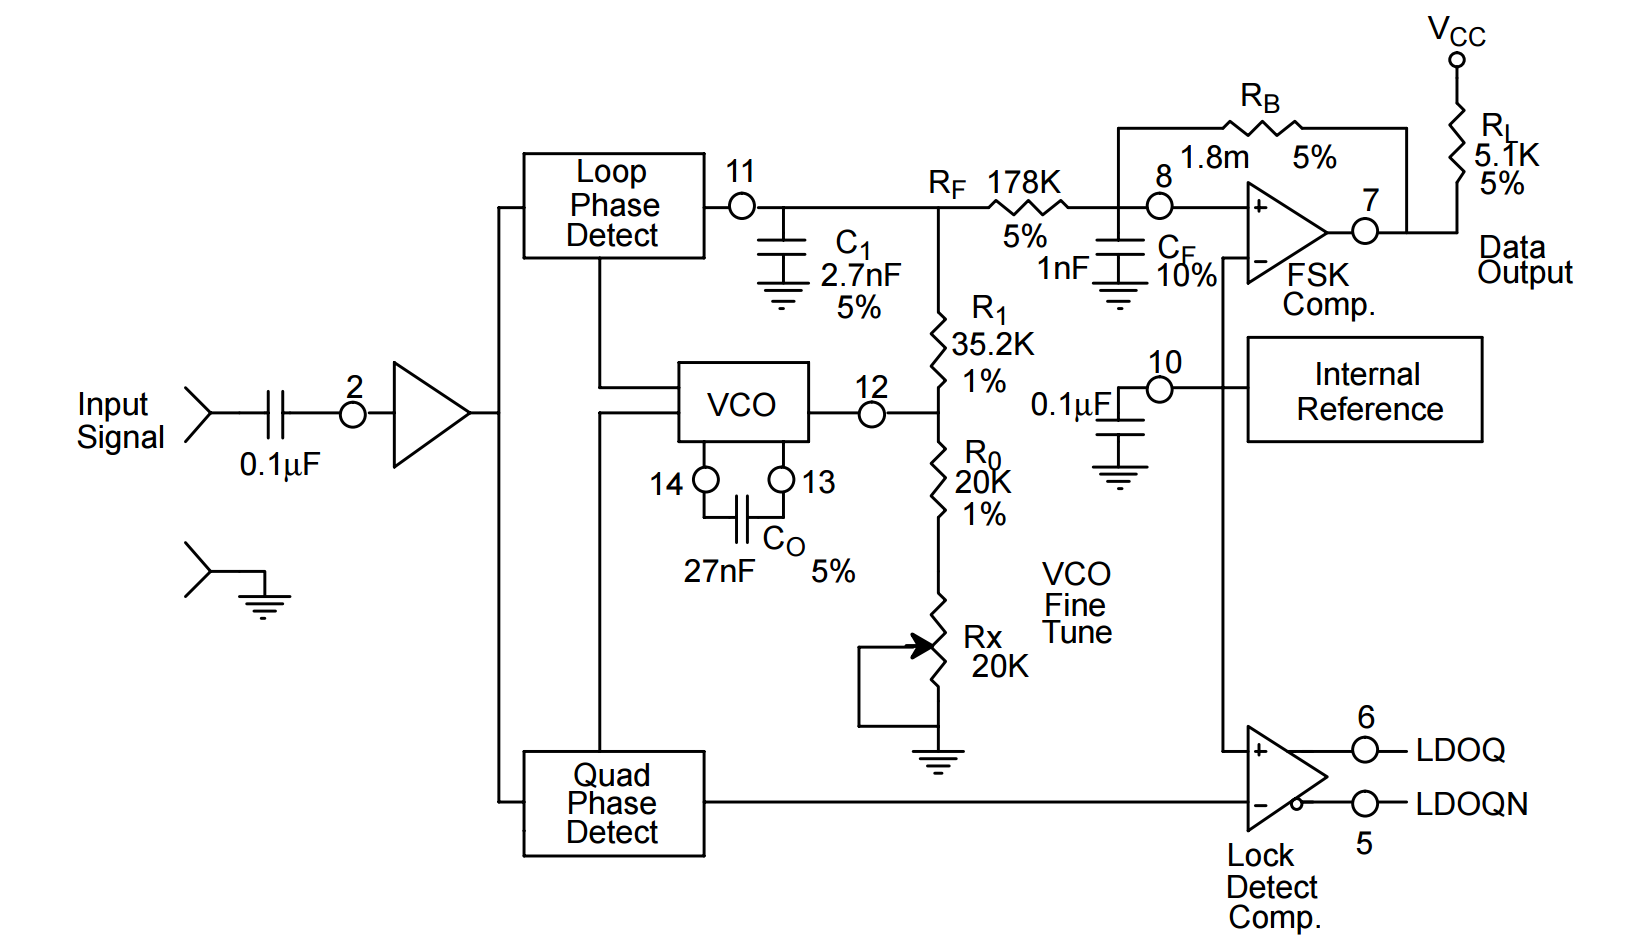 V_CC
R_B
R_L
5.1K
5%
1.8m
5%
Loop
Phase
Detect
11
R_F
178K
5%
8
7
+
−
C_1
2.7nF
5%
1nF
C_F
10%
FSK
Comp.
Data
Output
R_1
35.2K
1%
Input
Signal
0.1µF
2
VCO
12
10
0.1µF
Internal
Reference
14
13
C_O
27nF
5%
R_0
20K
1%
VCO
Fine
Tune
Rx
20K
Quad
Phase
Detect
+
−
6
LDOQ
LDOQN
5
Lock
Detect
Comp.